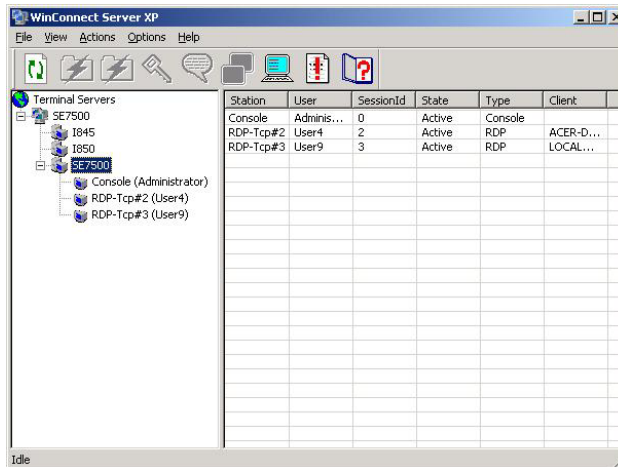 WinConnect Server XP
File View Actions Options Help
Terminal Servers
SE7500
I845
I850
SE7500
Console (Administrator)
RDP-Tcp#2 (User4)
RDP-Tcp#3 (User9)
Station User SessionId State Type Client
Console Adminis... 0 Active Console
RDP-Tcp#2 User4 2 Active RDP ACER-D...
RDP-Tcp#3 User9 3 Active RDP LOCAL...
Idle